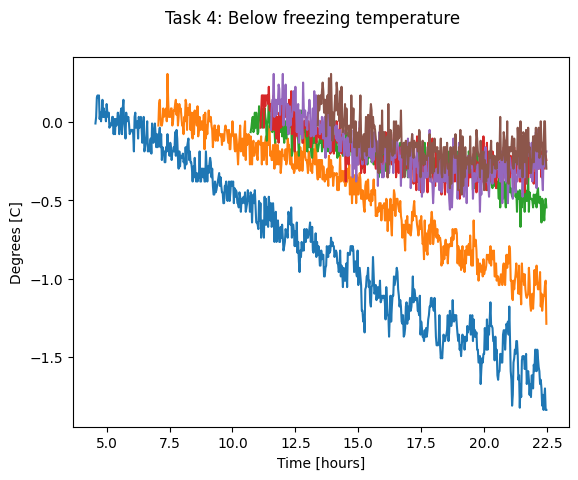 Task 4: Below freezing temperature
Degrees [C]
0.0
−0.5
−1.0
−1.5
5.0 7.5 10.0 12.5 15.0 17.5 20.0 22.5
Time [hours]